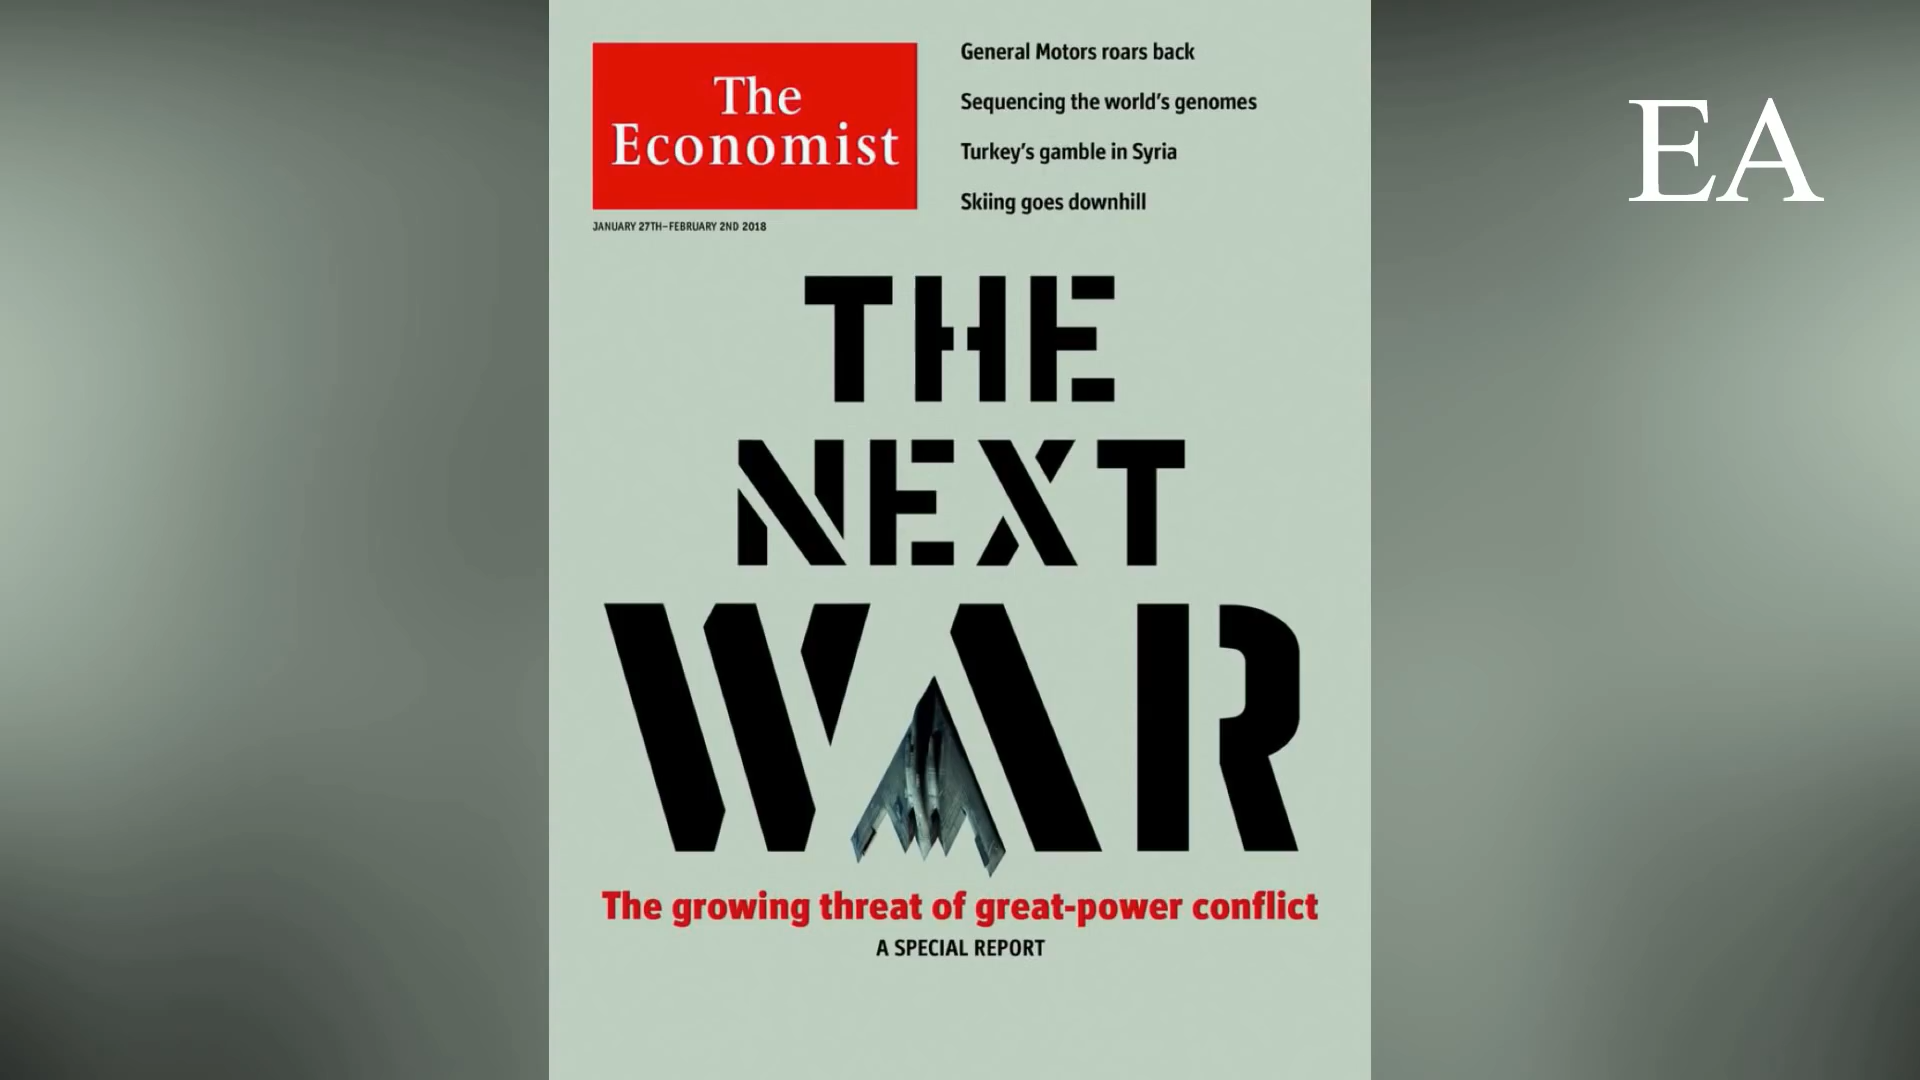 The
Economist
JANUARY 27TH–FEBRUARY 2ND 2018
General Motors roars back
Sequencing the world's genomes
Turkey's gamble in Syria
Skiing goes downhill
EA
THE
NEXT
WAR
The growing threat of great-power conflict
A SPECIAL REPORT